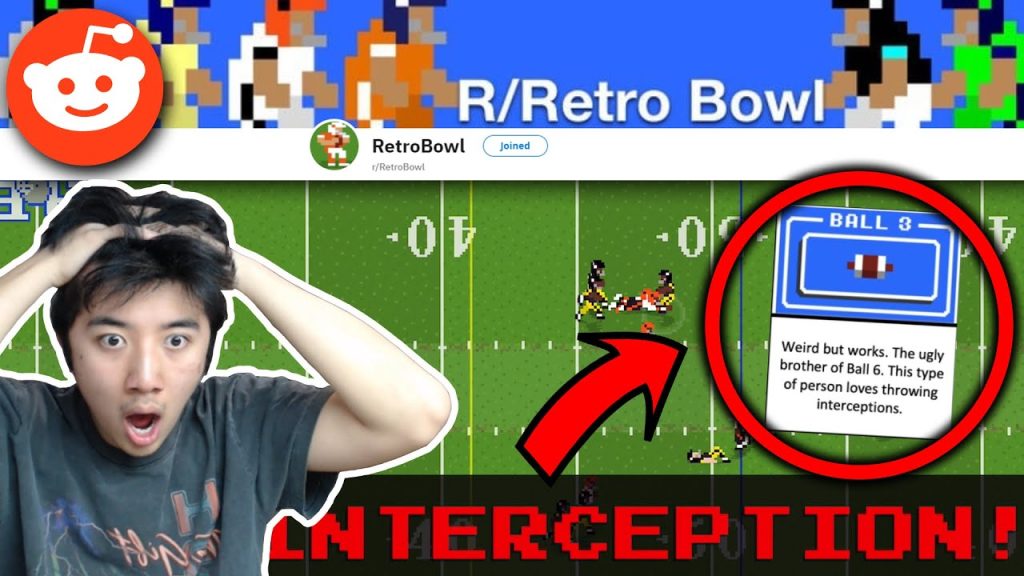 R/Retro Bowl
RetroBowl
Joined
r/RetroBowl
40
BALL 3
Weird but works. The ugly
brother of Ball 6. This type
of person loves throwing
interceptions.
INTERCEPTION!